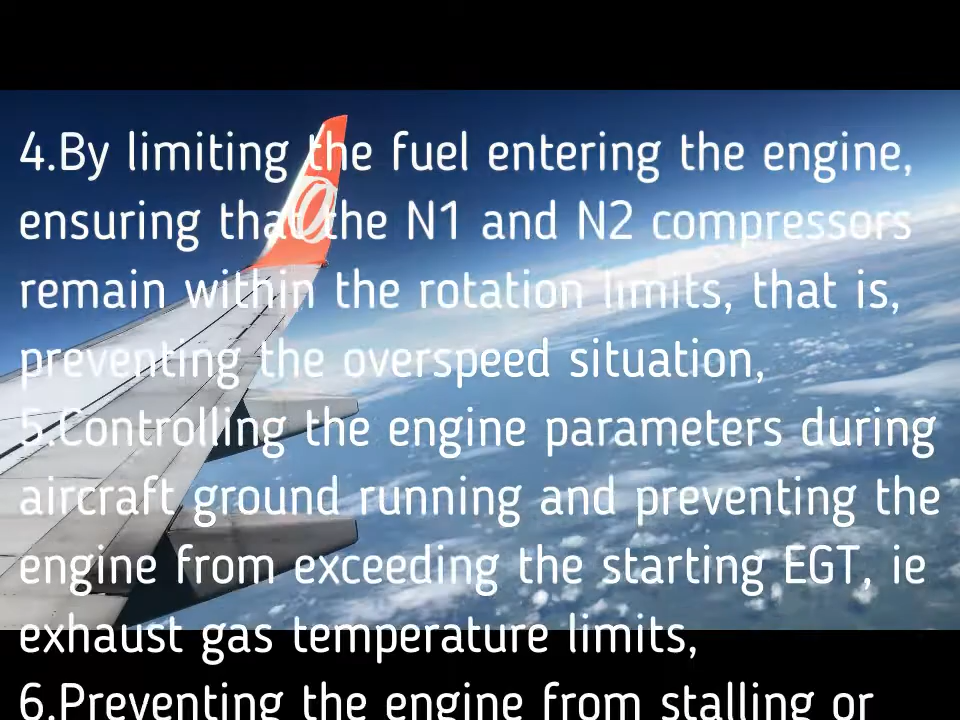 4.By limiting the fuel entering the engine,
ensuring that the N1 and N2 compressors
remain within the rotation limits, that is,
preventing the overspeed situation,
5.Controlling the engine parameters during
aircraft ground running and preventing the
engine from exceeding the starting EGT, ie
exhaust gas temperature limits,
6.Preventing the engine from stalling or